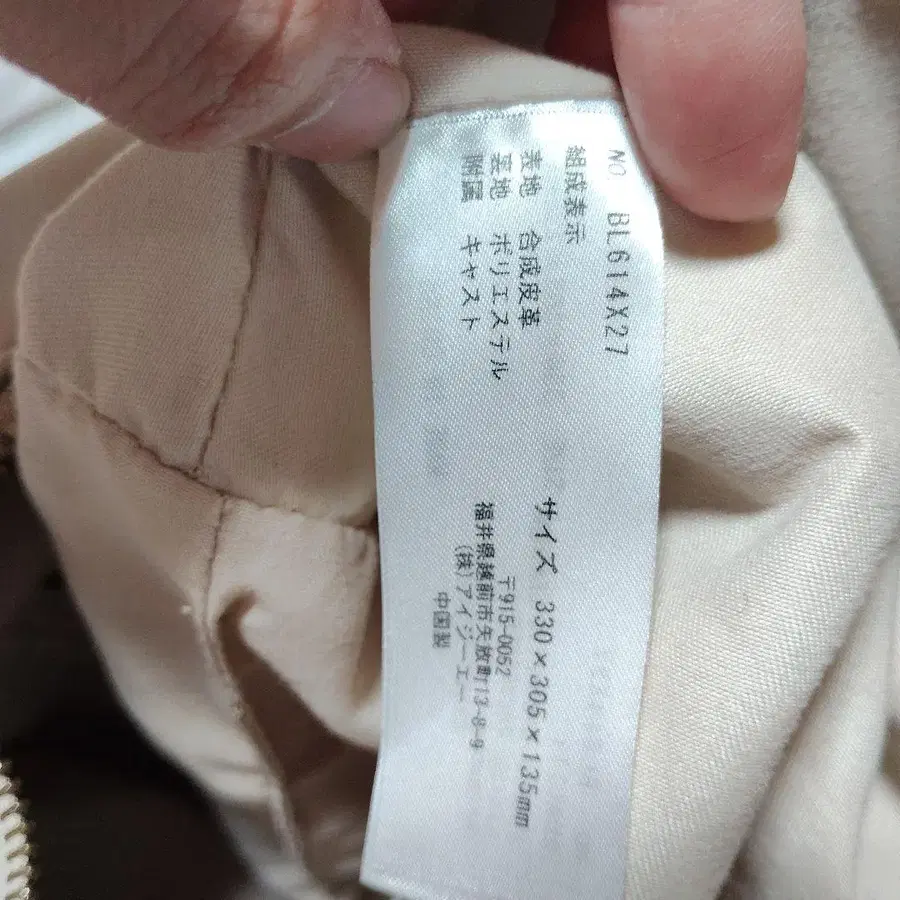 NO. BL614X27
組成表示
表地 合成皮革
裏地 ポリエステル
附属 キャスト
サイズ 330×305×135mm
〒915-0052
福井県越前市矢放町13-8-9
(株)アイジーエー
中国製